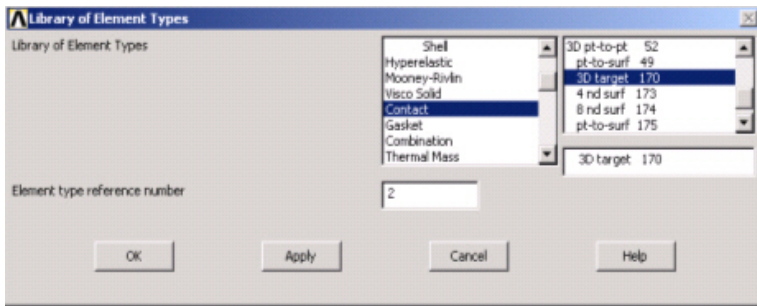 Library of Element Types
Library of Element Types
Shell
Hyperelastic
Mooney-Rivlin
Visco Solid
Contact
Gasket
Combination
Thermal Mass
3D pt-to-pt 52
pt-to-surf 49
3D target 170
4 nd surf 173
8 nd surf 174
pt-to-surf 175
3D target 170
Element type reference number
2
OK
Apply
Cancel
Help